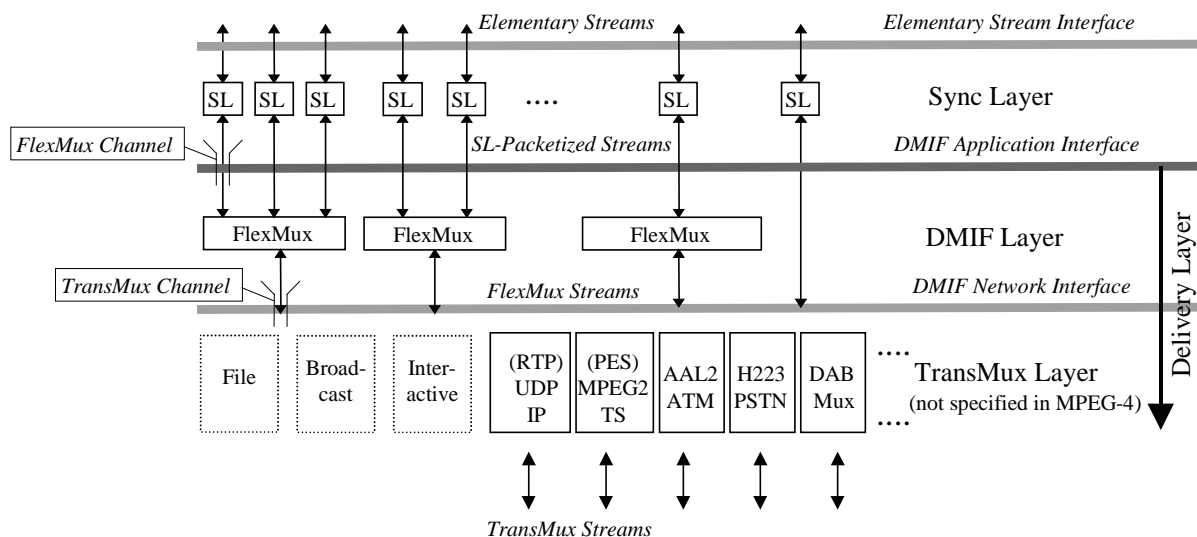 Elementary Streams
Elementary Stream Interface
SL SL SL SL SL .... SL SL
Sync Layer
FlexMux Channel
SL-Packetized Streams
DMIF Application Interface
FlexMux FlexMux FlexMux
DMIF Layer
TransMux Channel
FlexMux Streams
DMIF Network Interface
Delivery Layer
File
Broad-
cast
Inter-
active
(RTP)
UDP
IP
(PES)
MPEG2
TS
AAL2
ATM
H223
PSTN
DAB
Mux
....
....
TransMux Layer
(not specified in MPEG-4)
TransMux Streams